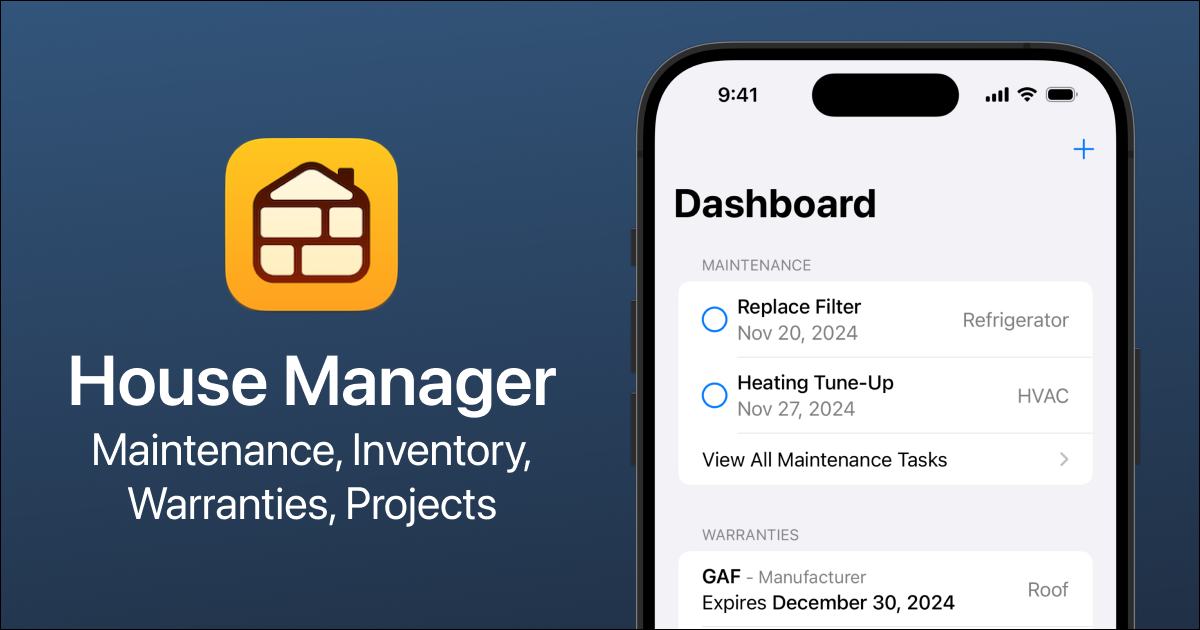 House Manager
Maintenance, Inventory,
Warranties, Projects
9:41
Dashboard
MAINTENANCE
Replace Filter
Nov 20, 2024
Refrigerator
Heating Tune-Up
Nov 27, 2024
HVAC
View All Maintenance Tasks
WARRANTIES
GAF - Manufacturer
Expires December 30, 2024
Roof